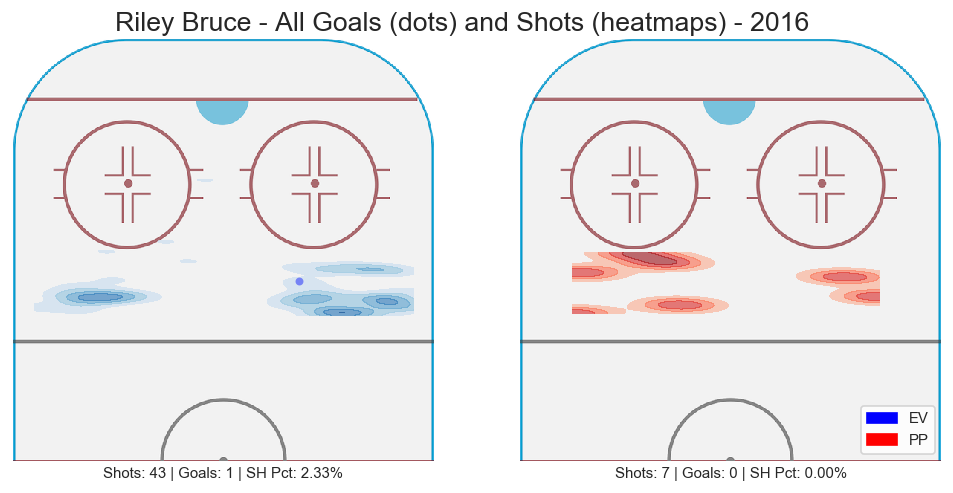 Riley Bruce - All Goals (dots) and Shots (heatmaps) - 2016
EV
PP
Shots: 43 | Goals: 1 | SH Pct: 2.33%
Shots: 7 | Goals: 0 | SH Pct: 0.00%